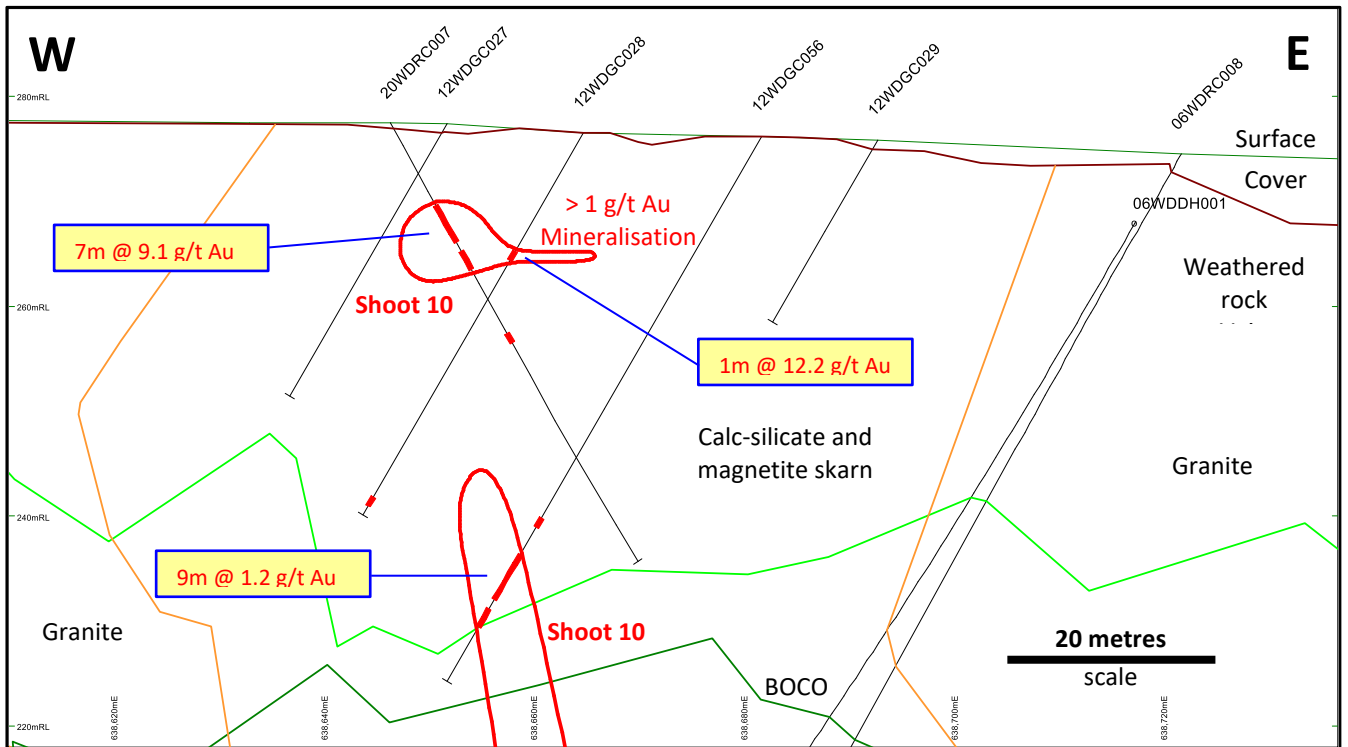 W
E
20WDRC007
12WDGC027
12WDGC028
12WDGC056
12WDGC029
06WDRC008
280mRL
Surface
Cover
06WDDH001
> 1 g/t Au
Mineralisation
7m @ 9.1 g/t Au
Weathered
rock
Shoot 10
260mRL
1m @ 12.2 g/t Au
Calc-silicate and
magnetite skarn
Granite
240mRL
9m @ 1.2 g/t Au
Granite
Shoot 10
20 metres
scale
BOCO
220mRL
638,620mE
638,640mE
638,660mE
638,680mE
638,700mE
638,720mE